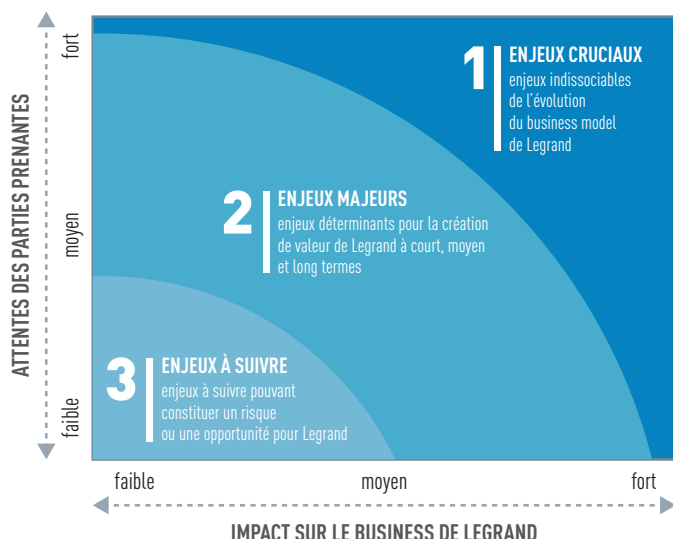 ATTENTES DES PARTIES PRENANTES
fort
moyen
faible
1
ENJEUX CRUCIAUX
enjeux indissociables
de l'évolution
du business model
de Legrand
2
ENJEUX MAJEURS
enjeux déterminants pour la création
de valeur de Legrand à court, moyen
et long termes
3
ENJEUX À SUIVRE
enjeux à suivre pouvant
constituer un risque
ou une opportunité pour Legrand
faible
moyen
fort
IMPACT SUR LE BUSINESS DE LEGRAND